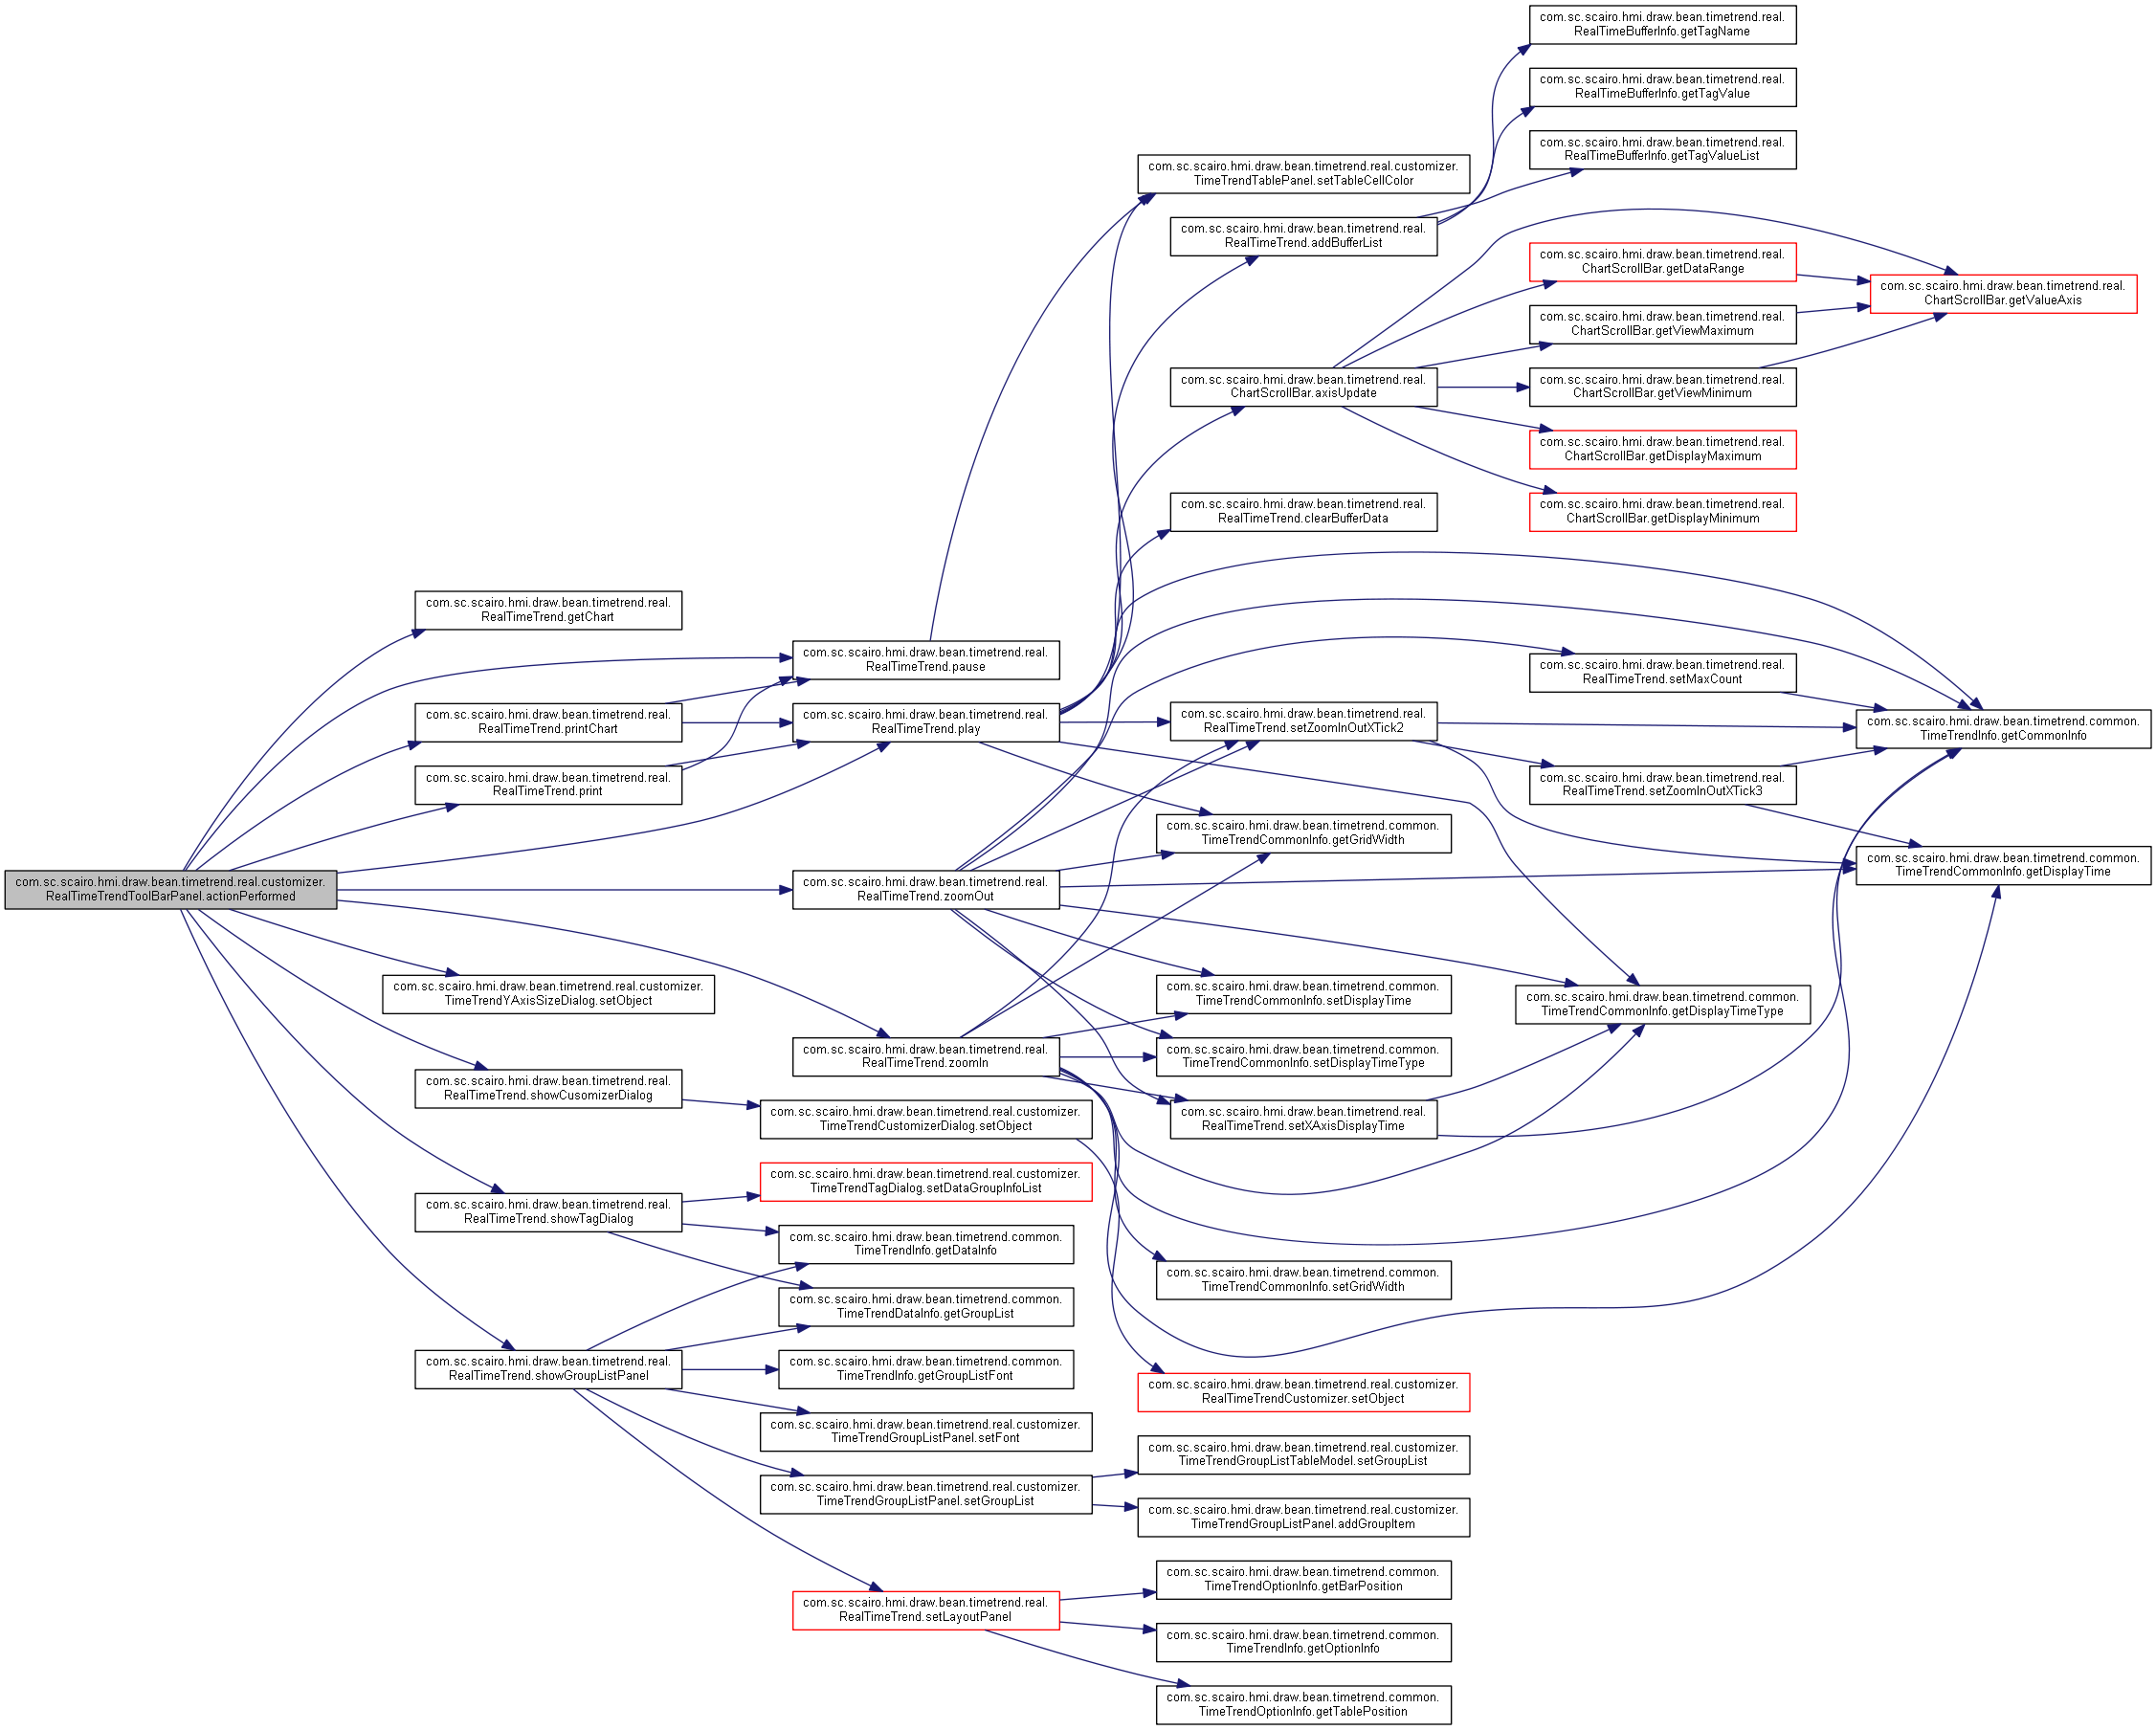 com.sc.scairo.hmi.draw.bean.timetrend.real.customizer.
RealTimeTrendToolBarPanel.actionPerformed
com.sc.scairo.hmi.draw.bean.timetrend.real.
RealTimeTrend.getChart
com.sc.scairo.hmi.draw.bean.timetrend.real.
RealTimeTrend.printChart
com.sc.scairo.hmi.draw.bean.timetrend.real.
RealTimeTrend.print
com.sc.scairo.hmi.draw.bean.timetrend.real.customizer.
TimeTrendYAxisSizeDialog.setObject
com.sc.scairo.hmi.draw.bean.timetrend.real.
RealTimeTrend.showCusomizerDialog
com.sc.scairo.hmi.draw.bean.timetrend.real.
RealTimeTrend.showTagDialog
com.sc.scairo.hmi.draw.bean.timetrend.real.
RealTimeTrend.showGroupListPanel
com.sc.scairo.hmi.draw.bean.timetrend.real.
RealTimeTrend.pause
com.sc.scairo.hmi.draw.bean.timetrend.real.
RealTimeTrend.play
com.sc.scairo.hmi.draw.bean.timetrend.real.
RealTimeTrend.zoomOut
com.sc.scairo.hmi.draw.bean.timetrend.real.
RealTimeTrend.zoomIn
com.sc.scairo.hmi.draw.bean.timetrend.real.customizer.
TimeTrendCustomizerDialog.setObject
com.sc.scairo.hmi.draw.bean.timetrend.real.customizer.
TimeTrendTagDialog.setDataGroupInfoList
com.sc.scairo.hmi.draw.bean.timetrend.common.
TimeTrendInfo.getDataInfo
com.sc.scairo.hmi.draw.bean.timetrend.common.
TimeTrendDataInfo.getGroupList
com.sc.scairo.hmi.draw.bean.timetrend.common.
TimeTrendInfo.getGroupListFont
com.sc.scairo.hmi.draw.bean.timetrend.real.customizer.
TimeTrendGroupListPanel.setFont
com.sc.scairo.hmi.draw.bean.timetrend.real.customizer.
TimeTrendGroupListPanel.setGroupList
com.sc.scairo.hmi.draw.bean.timetrend.real.
RealTimeTrend.setLayoutPanel
com.sc.scairo.hmi.draw.bean.timetrend.real.customizer.
TimeTrendTablePanel.setTableCellColor
com.sc.scairo.hmi.draw.bean.timetrend.real.
RealTimeTrend.addBufferList
com.sc.scairo.hmi.draw.bean.timetrend.real.
ChartScrollBar.axisUpdate
com.sc.scairo.hmi.draw.bean.timetrend.real.
RealTimeTrend.clearBufferData
com.sc.scairo.hmi.draw.bean.timetrend.real.
RealTimeTrend.setZoomInOutXTick2
com.sc.scairo.hmi.draw.bean.timetrend.common.
TimeTrendCommonInfo.getGridWidth
com.sc.scairo.hmi.draw.bean.timetrend.common.
TimeTrendCommonInfo.setDisplayTime
com.sc.scairo.hmi.draw.bean.timetrend.common.
TimeTrendCommonInfo.setDisplayTimeType
com.sc.scairo.hmi.draw.bean.timetrend.real.
RealTimeTrend.setXAxisDisplayTime
com.sc.scairo.hmi.draw.bean.timetrend.common.
TimeTrendCommonInfo.setGridWidth
com.sc.scairo.hmi.draw.bean.timetrend.real.customizer.
RealTimeTrendCustomizer.setObject
com.sc.scairo.hmi.draw.bean.timetrend.real.customizer.
TimeTrendGroupListTableModel.setGroupList
com.sc.scairo.hmi.draw.bean.timetrend.real.customizer.
TimeTrendGroupListPanel.addGroupItem
com.sc.scairo.hmi.draw.bean.timetrend.common.
TimeTrendOptionInfo.getBarPosition
com.sc.scairo.hmi.draw.bean.timetrend.common.
TimeTrendInfo.getOptionInfo
com.sc.scairo.hmi.draw.bean.timetrend.common.
TimeTrendOptionInfo.getTablePosition
com.sc.scairo.hmi.draw.bean.timetrend.real.
RealTimeBufferInfo.getTagName
com.sc.scairo.hmi.draw.bean.timetrend.real.
RealTimeBufferInfo.getTagValue
com.sc.scairo.hmi.draw.bean.timetrend.real.
RealTimeBufferInfo.getTagValueList
com.sc.scairo.hmi.draw.bean.timetrend.real.
ChartScrollBar.getDataRange
com.sc.scairo.hmi.draw.bean.timetrend.real.
ChartScrollBar.getViewMaximum
com.sc.scairo.hmi.draw.bean.timetrend.real.
ChartScrollBar.getViewMinimum
com.sc.scairo.hmi.draw.bean.timetrend.real.
ChartScrollBar.getDisplayMaximum
com.sc.scairo.hmi.draw.bean.timetrend.real.
ChartScrollBar.getDisplayMinimum
com.sc.scairo.hmi.draw.bean.timetrend.real.
RealTimeTrend.setMaxCount
com.sc.scairo.hmi.draw.bean.timetrend.real.
RealTimeTrend.setZoomInOutXTick3
com.sc.scairo.hmi.draw.bean.timetrend.common.
TimeTrendCommonInfo.getDisplayTimeType
com.sc.scairo.hmi.draw.bean.timetrend.real.
ChartScrollBar.getValueAxis
com.sc.scairo.hmi.draw.bean.timetrend.common.
TimeTrendInfo.getCommonInfo
com.sc.scairo.hmi.draw.bean.timetrend.common.
TimeTrendCommonInfo.getDisplayTime